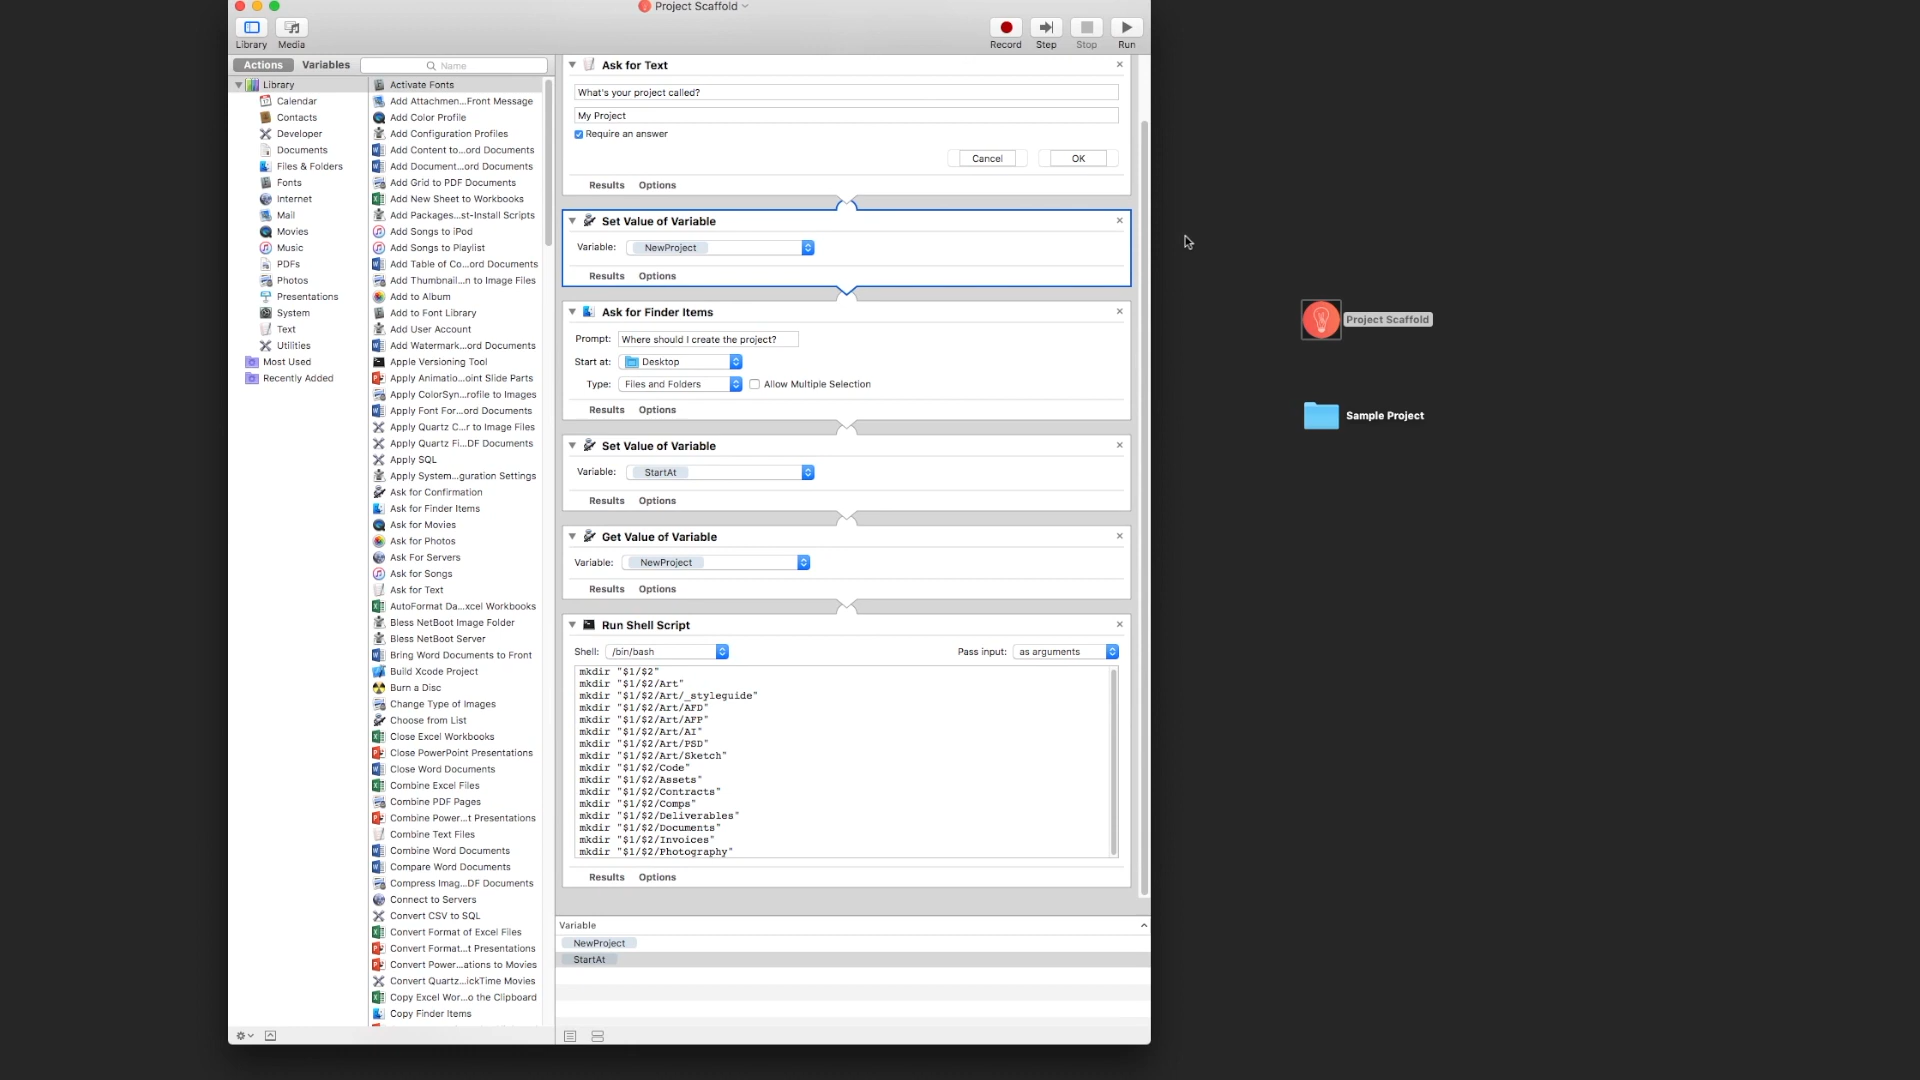 Project Scaffold
Library
Media
Record
Step
Stop
Run
Actions
Variables
Name
Library
Calendar
Contacts
Developer
Documents
Files & Folders
Fonts
Internet
Mail
Movies
Music
PDFs
Photos
Presentations
System
Text
Utilities
Most Used
Recently Added
Activate Fonts
Add Attachmen...Front Message
Add Color Profile
Add Configuration Profiles
Add Content to...ord Documents
Add Document...ord Documents
Add Grid to PDF Documents
Add New Sheet to Workbooks
Add Packages...st-Install Scripts
Add Songs to iPod
Add Songs to Playlist
Add Table of Co...ord Documents
Add Thumbnail...n to Image Files
Add to Album
Add to Font Library
Add User Account
Add Watermark...ord Documents
Apple Versioning Tool
Apply Animatio...oint Slide Parts
Apply ColorSyn...rofile to Images
Apply Font For...ord Documents
Apply Quartz C...r to Image Files
Apply Quartz Fi...DF Documents
Apply SQL
Apply System...guration Settings
Ask for Confirmation
Ask for Finder Items
Ask for Movies
Ask for Photos
Ask For Servers
Ask for Songs
Ask for Text
AutoFormat Da...xcel Workbooks
Bless NetBoot Image Folder
Bless NetBoot Server
Bring Word Documents to Front
Build Xcode Project
Burn a Disc
Change Type of Images
Choose from List
Close Excel Workbooks
Close PowerPoint Presentations
Close Word Documents
Combine Excel Files
Combine PDF Pages
Combine Power...t Presentations
Combine Text Files
Combine Word Documents
Compare Word Documents
Compress Imag...DF Documents
Connect to Servers
Convert CSV to SQL
Convert Format of Excel Files
Convert Format...t Presentations
Convert Power...ations to Movies
Convert Quartz...ickTime Movies
Copy Excel Wor...o the Clipboard
Copy Finder Items
Ask for Text
What's your project called?
My Project
Require an answer
Cancel
OK
Results Options
Set Value of Variable
Variable: NewProject
Results Options
Ask for Finder Items
Prompt: Where should I create the project?
Start at: Desktop
Type: Files and Folders Allow Multiple Selection
Results Options
Set Value of Variable
Variable: StartAt
Results Options
Get Value of Variable
Variable: NewProject
Results Options
Run Shell Script
Shell: /bin/bash Pass input: as arguments
mkdir "$1/$2"
mkdir "$1/$2/Art"
mkdir "$1/$2/Art/_styleguide"
mkdir "$1/$2/Art/AFD"
mkdir "$1/$2/Art/AFP"
mkdir "$1/$2/Art/AI"
mkdir "$1/$2/Art/PSD"
mkdir "$1/$2/Art/Sketch"
mkdir "$1/$2/Code"
mkdir "$1/$2/Assets"
mkdir "$1/$2/Contracts"
mkdir "$1/$2/Comps"
mkdir "$1/$2/Deliverables"
mkdir "$1/$2/Documents"
mkdir "$1/$2/Invoices"
mkdir "$1/$2/Photography"
Results Options
Variable
NewProject
StartAt
Project Scaffold
Sample Project